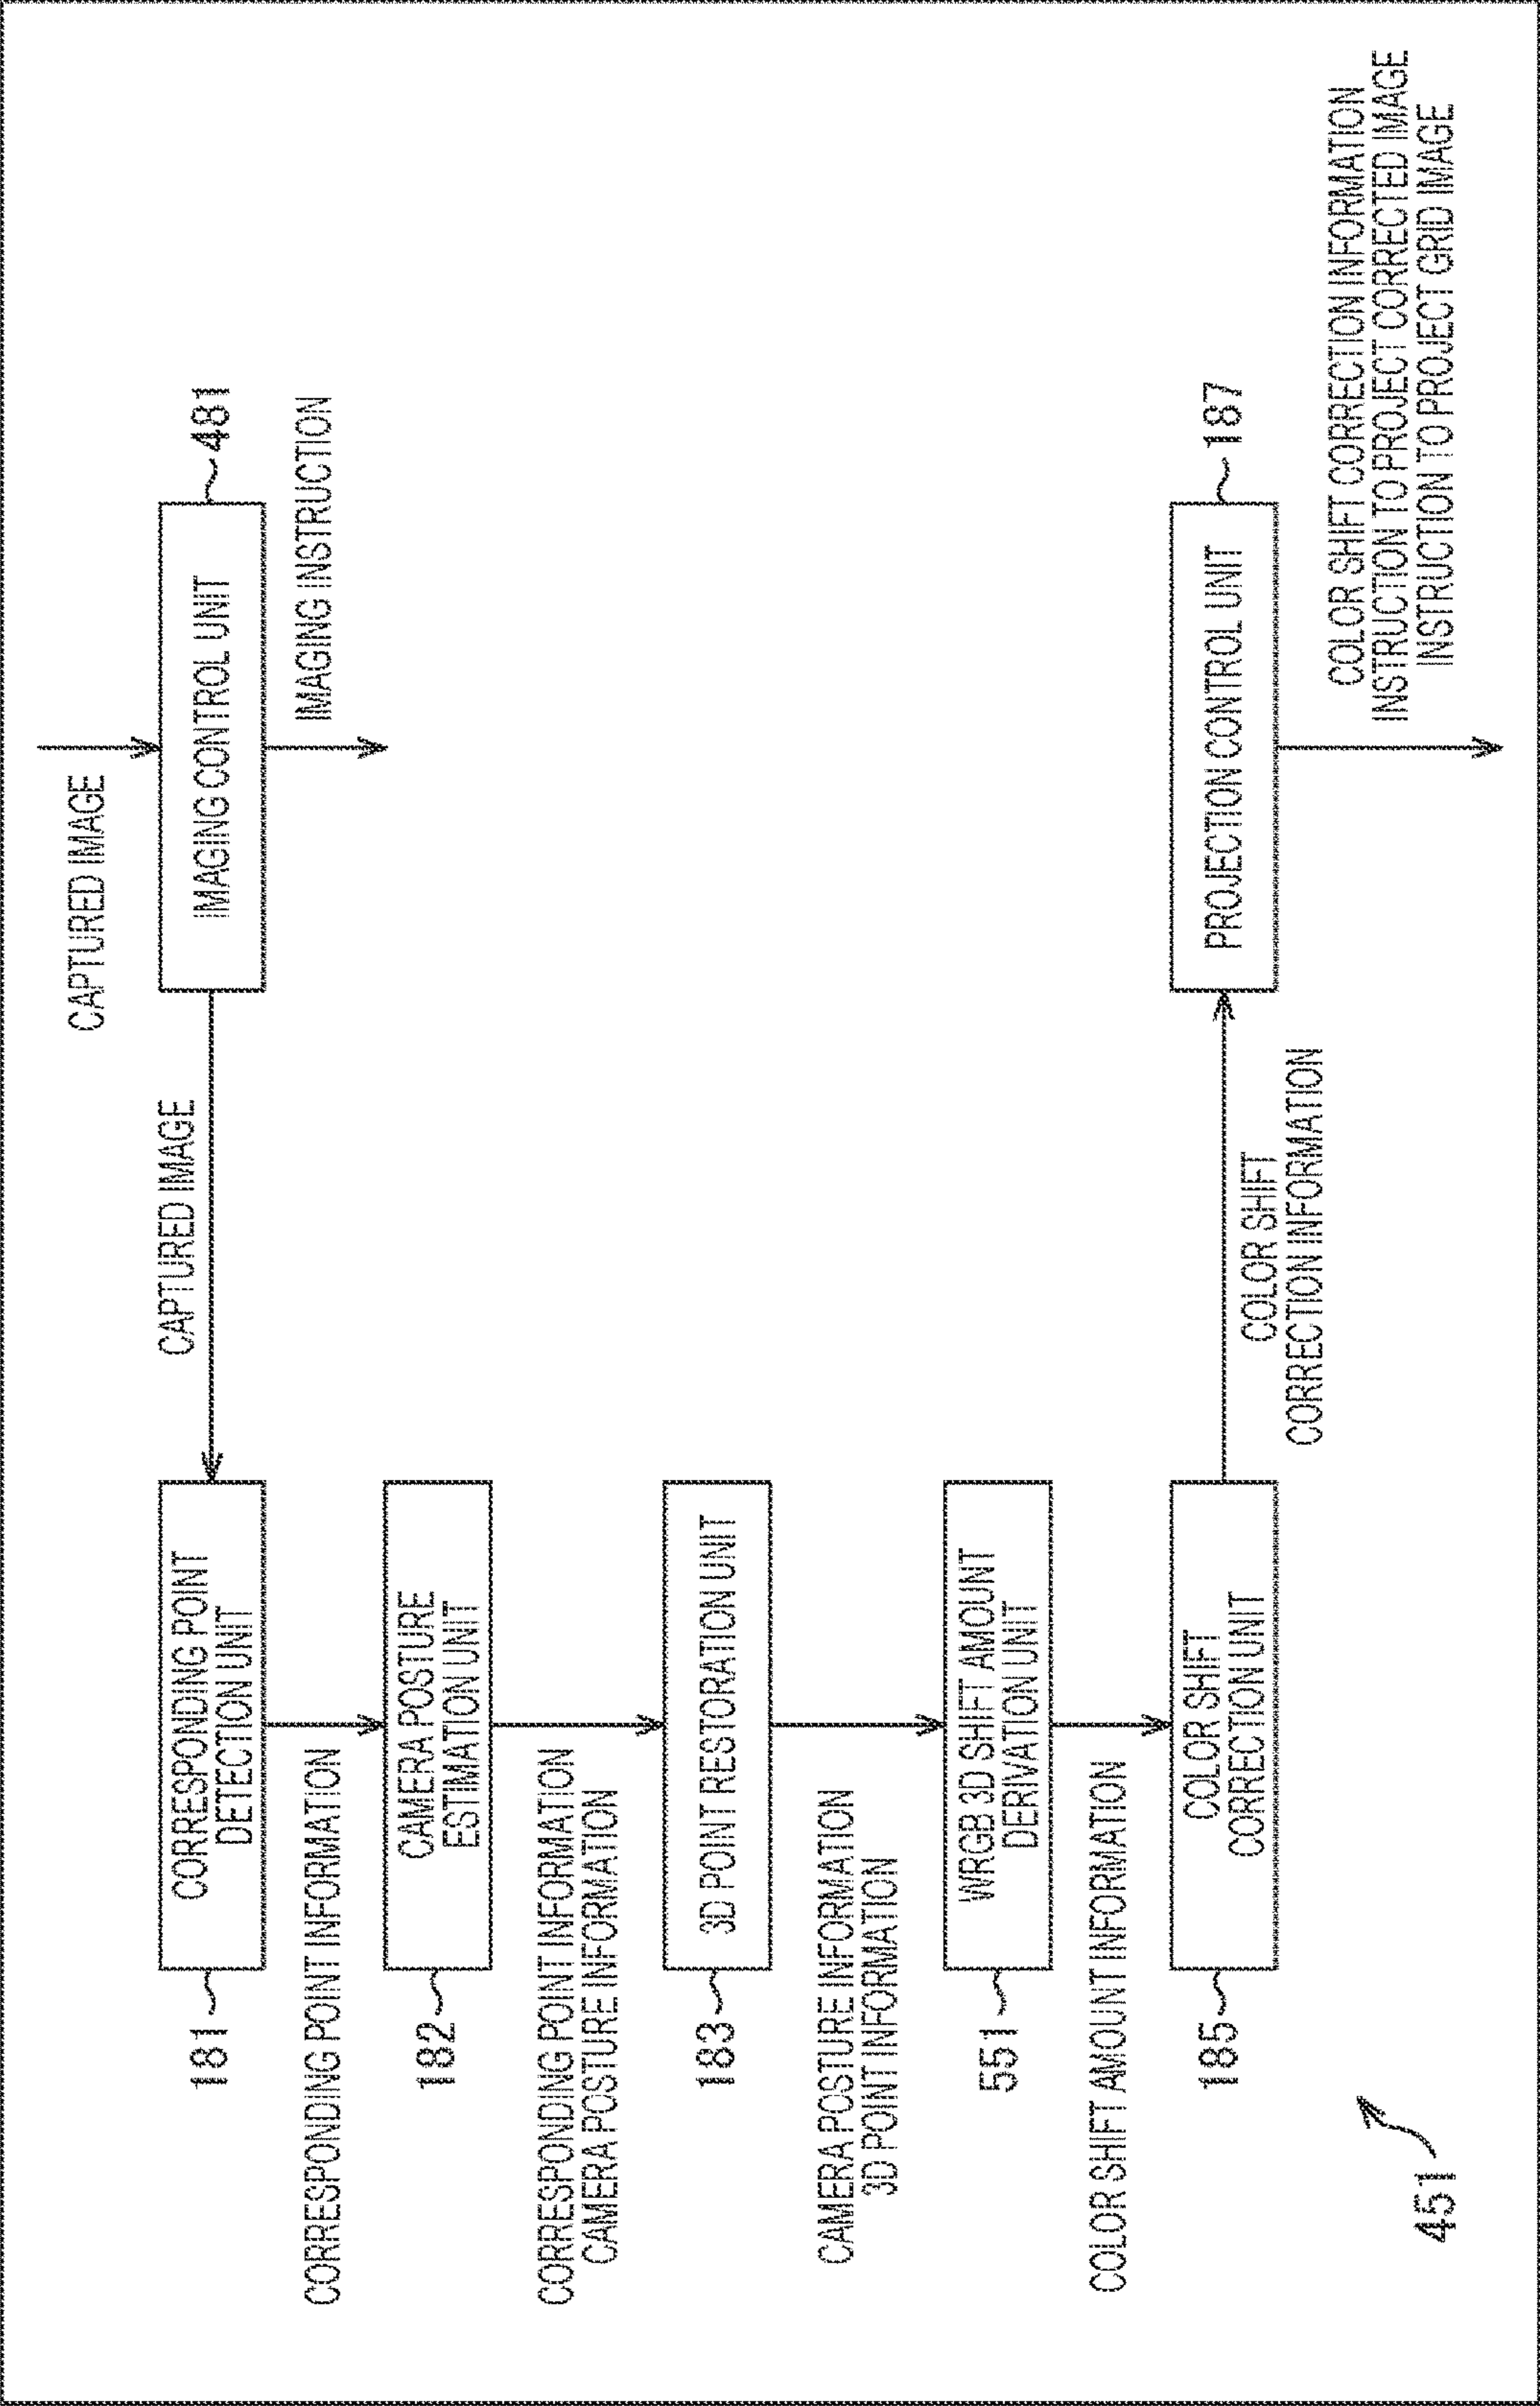 CAPTURED IMAGE
IMAGING CONTROL UNIT
481
IMAGING INSTRUCTION
CAPTURED IMAGE
181
CORRESPONDING POINT
DETECTION UNIT
CORRESPONDING POINT INFORMATION
182
CAMERA POSTURE
ESTIMATION UNIT
CORRESPONDING POINT INFORMATION
CAMERA POSTURE INFORMATION
183
3D POINT RESTORATION UNIT
CAMERA POSTURE INFORMATION
3D POINT INFORMATION
551
WRGB 3D SHIFT AMOUNT
DERIVATION UNIT
COLOR SHIFT AMOUNT INFORMATION
185
COLOR SHIFT
CORRECTION UNIT
COLOR SHIFT
CORRECTION INFORMATION
PROJECTION CONTROL UNIT
187
COLOR SHIFT CORRECTION INFORMATION
INSTRUCTION TO PROJECT CORRECTED IMAGE
INSTRUCTION TO PROJECT GRID IMAGE
451